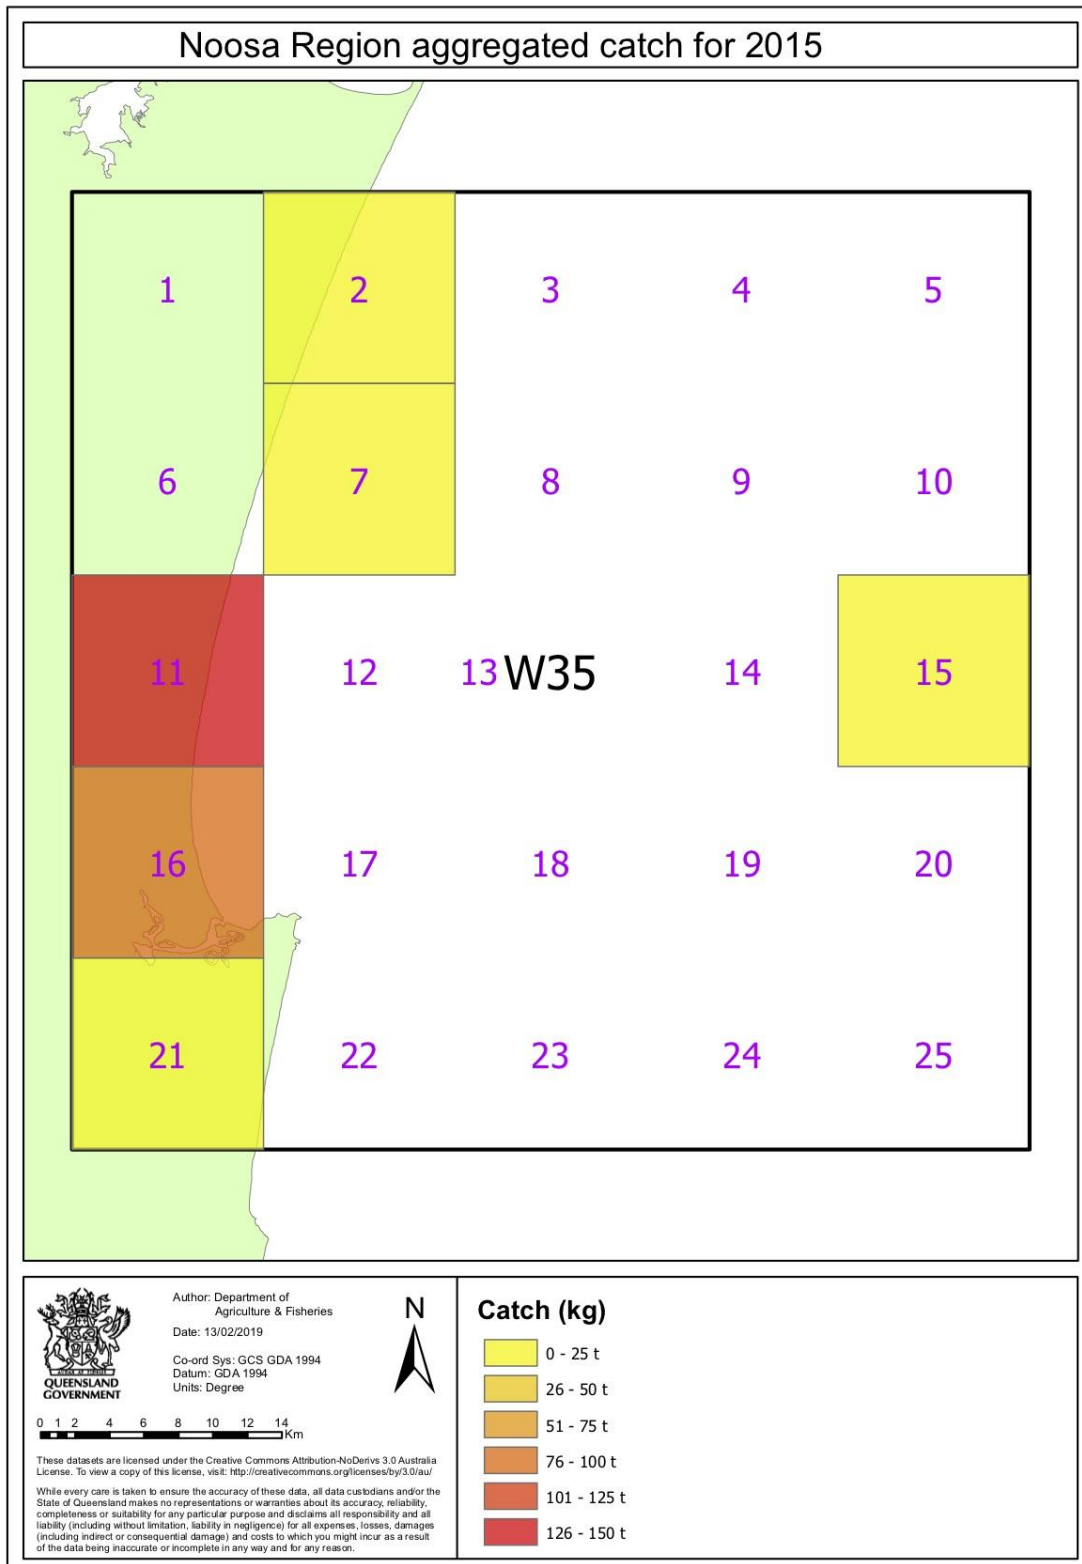 Noosa Region aggregated catch for 2015
1 2 3 4 5
6 7 8 9 10
11 12 13 W35 14 15
16 17 18 19 20
21 22 23 24 25
QUEENSLAND
GOVERNMENT
Author: Department of
Agriculture & Fisheries
Date: 13/02/2019
Co-ord Sys: GCS GDA 1994
Datum: GDA 1994
Units: Degree
N
0 1 2 4 6 8 10 12 14
Km
These datasets are licensed under the Creative Commons Attribution-NoDerivs 3.0 Australia
License. To view a copy of this license, visit: http://creativecommons.org/licenses/by/3.0/au/
While every care is taken to ensure the accuracy of these data, all data custodians and/or the
State of Queensland makes no representations or warranties about its accuracy, reliability,
completeness or suitability for any particular purpose and disclaims all responsibility and all
liability (including without limitation, liability in negligence) for all expenses, losses, damages
(including indirect or consequential damage) and costs to which you might incur as a result
of the data being inaccurate or incomplete in any way and for any reason.
Catch (kg)
0 - 25 t
26 - 50 t
51 - 75 t
76 - 100 t
101 - 125 t
126 - 150 t